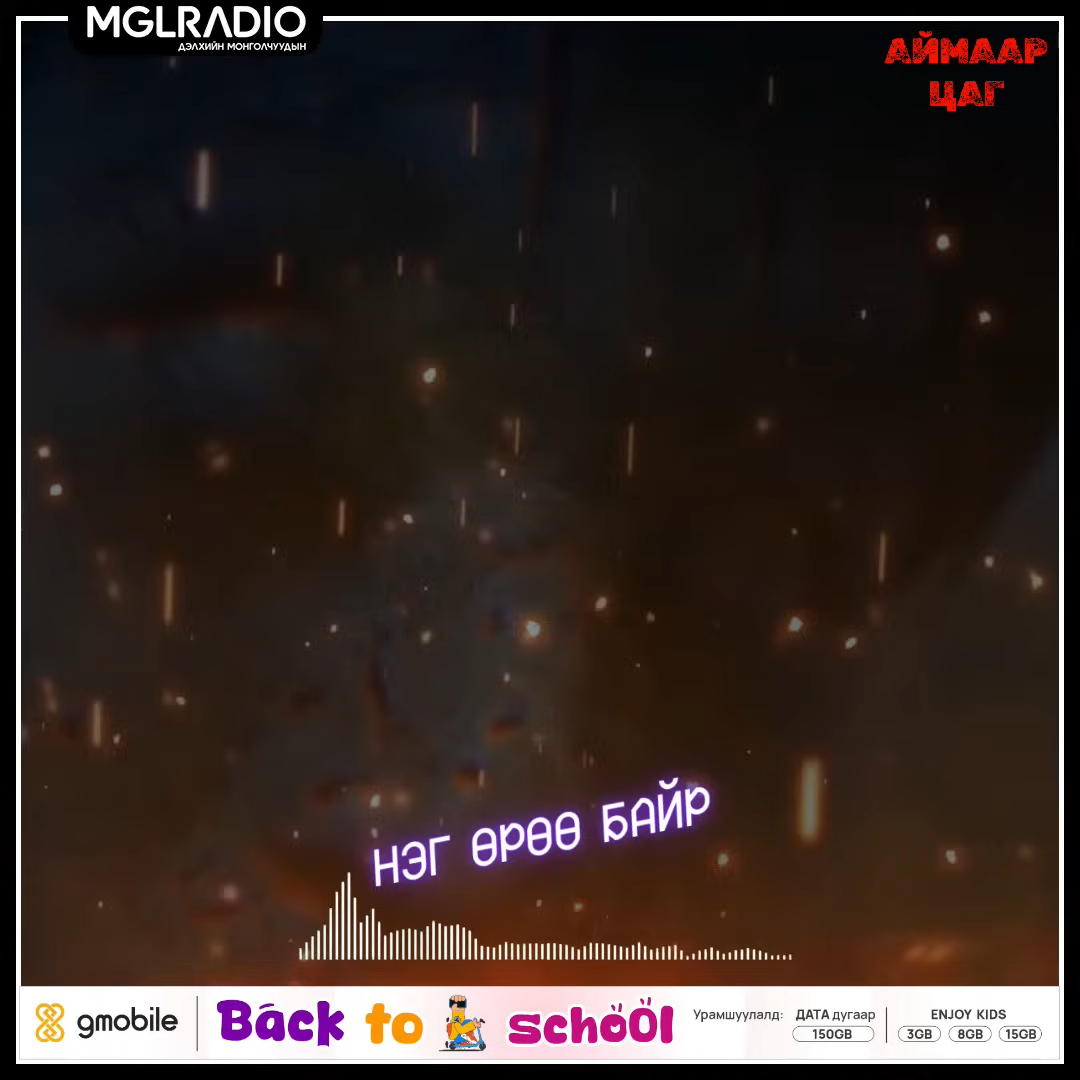 MGLRADIO
ДЭЛХИЙН МОНГОЛЧУУДЫН
АЙМААР
ЦАГ
НЭГ ӨРӨӨ БАЙР
gmobile
Back to school
Урамшуулалд: ДАТА дугаар
150GB
ENJOY KIDS
3GB 8GB 15GB